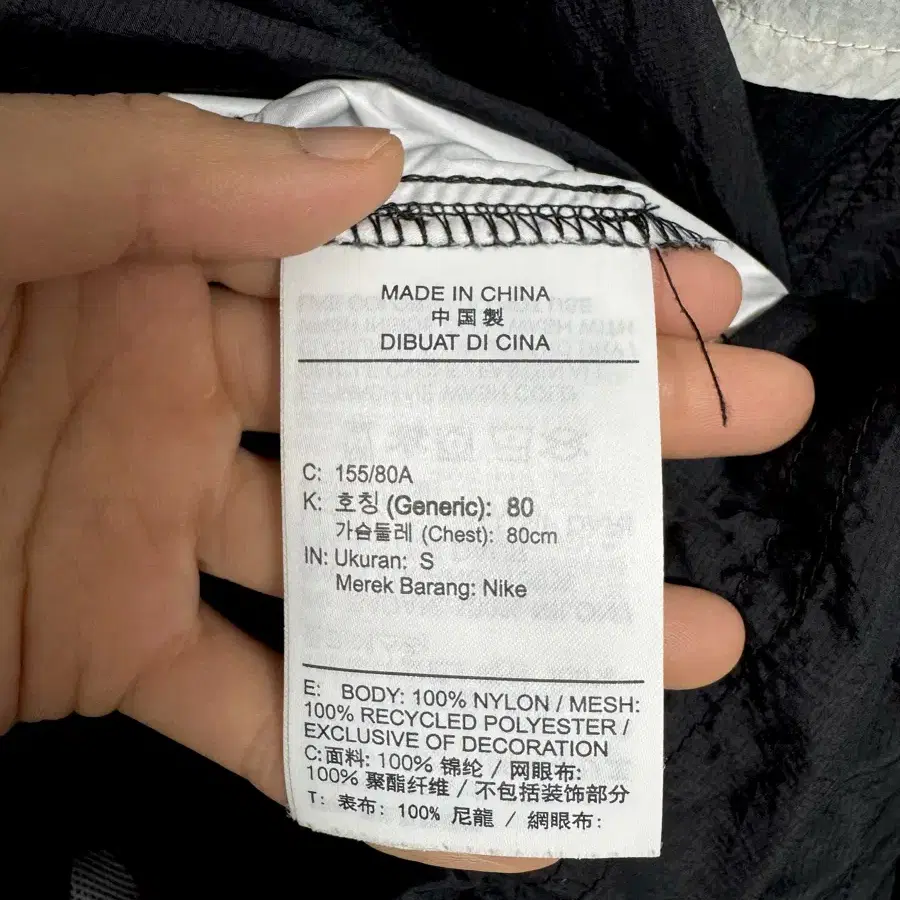 MADE IN CHINA
中国製
DIBUAT DI CINA
C: 155/80A
K: 호칭 (Generic): 80
가슴둘레 (Chest): 80cm
IN: Ukuran: S
Merek Barang: Nike
E: BODY: 100% NYLON / MESH:
100% RECYCLED POLYESTER /
EXCLUSIVE OF DECORATION
C:面料: 100% 锦纶 / 网眼布:
100% 聚酯纤维 / 不包括装饰部分
T: 表布: 100% 尼龍 / 網眼布: